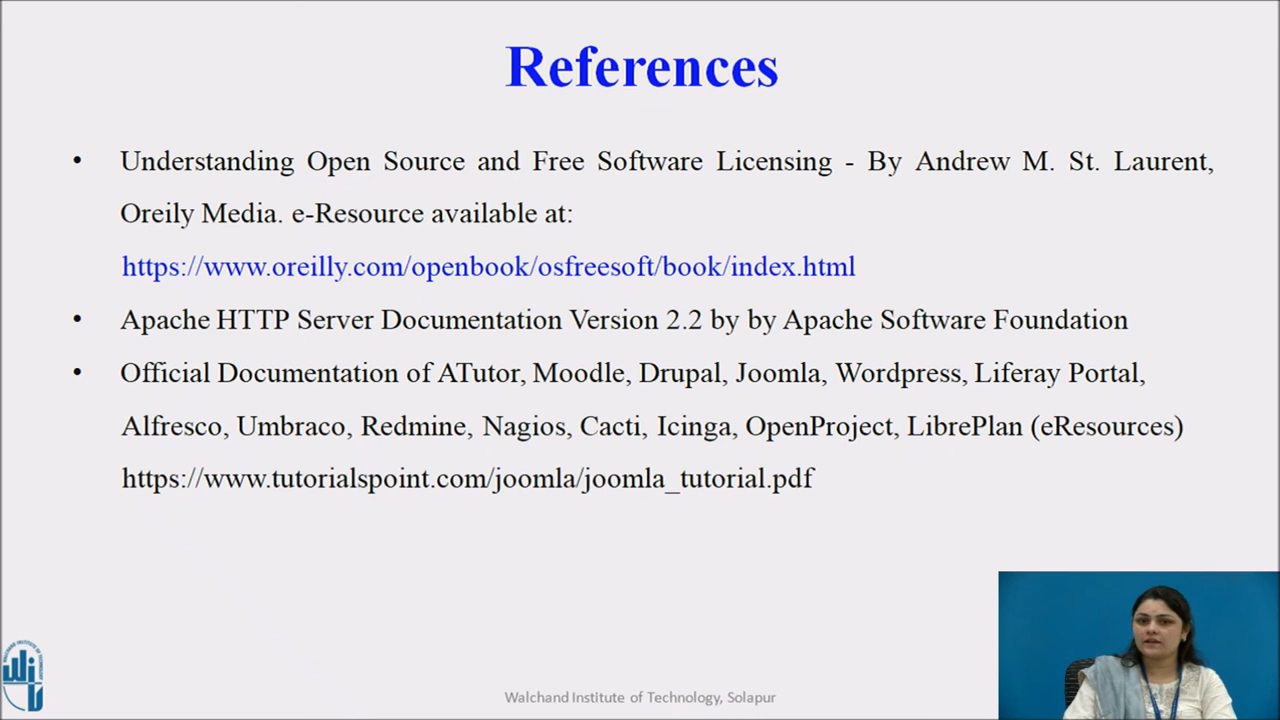 References
• Understanding Open Source and Free Software Licensing - By Andrew M. St. Laurent,
Oreily Media. e-Resource available at:
https://www.oreilly.com/openbook/osfreesoft/book/index.html
• Apache HTTP Server Documentation Version 2.2 by by Apache Software Foundation
• Official Documentation of ATutor, Moodle, Drupal, Joomla, Wordpress, Liferay Portal,
Alfresco, Umbraco, Redmine, Nagios, Cacti, Icinga, OpenProject, LibrePlan (eResources)
https://www.tutorialspoint.com/joomla/joomla_tutorial.pdf
Walchand Institute of Technology, Solapur